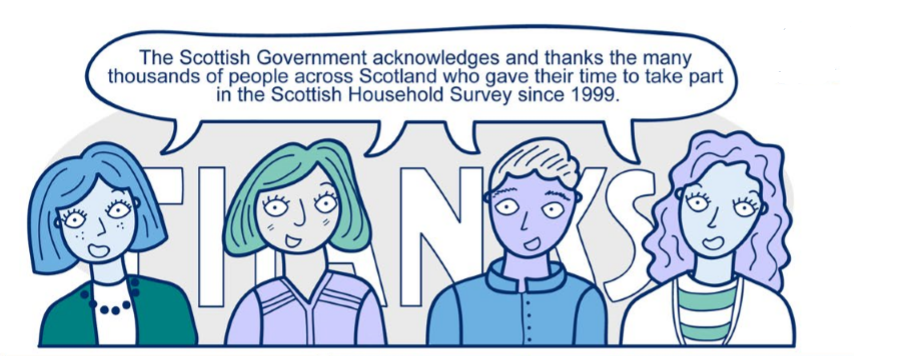 The Scottish Government acknowledges and thanks the many
thousands of people across Scotland who gave their time to take part
in the Scottish Household Survey since 1999.
THANKS